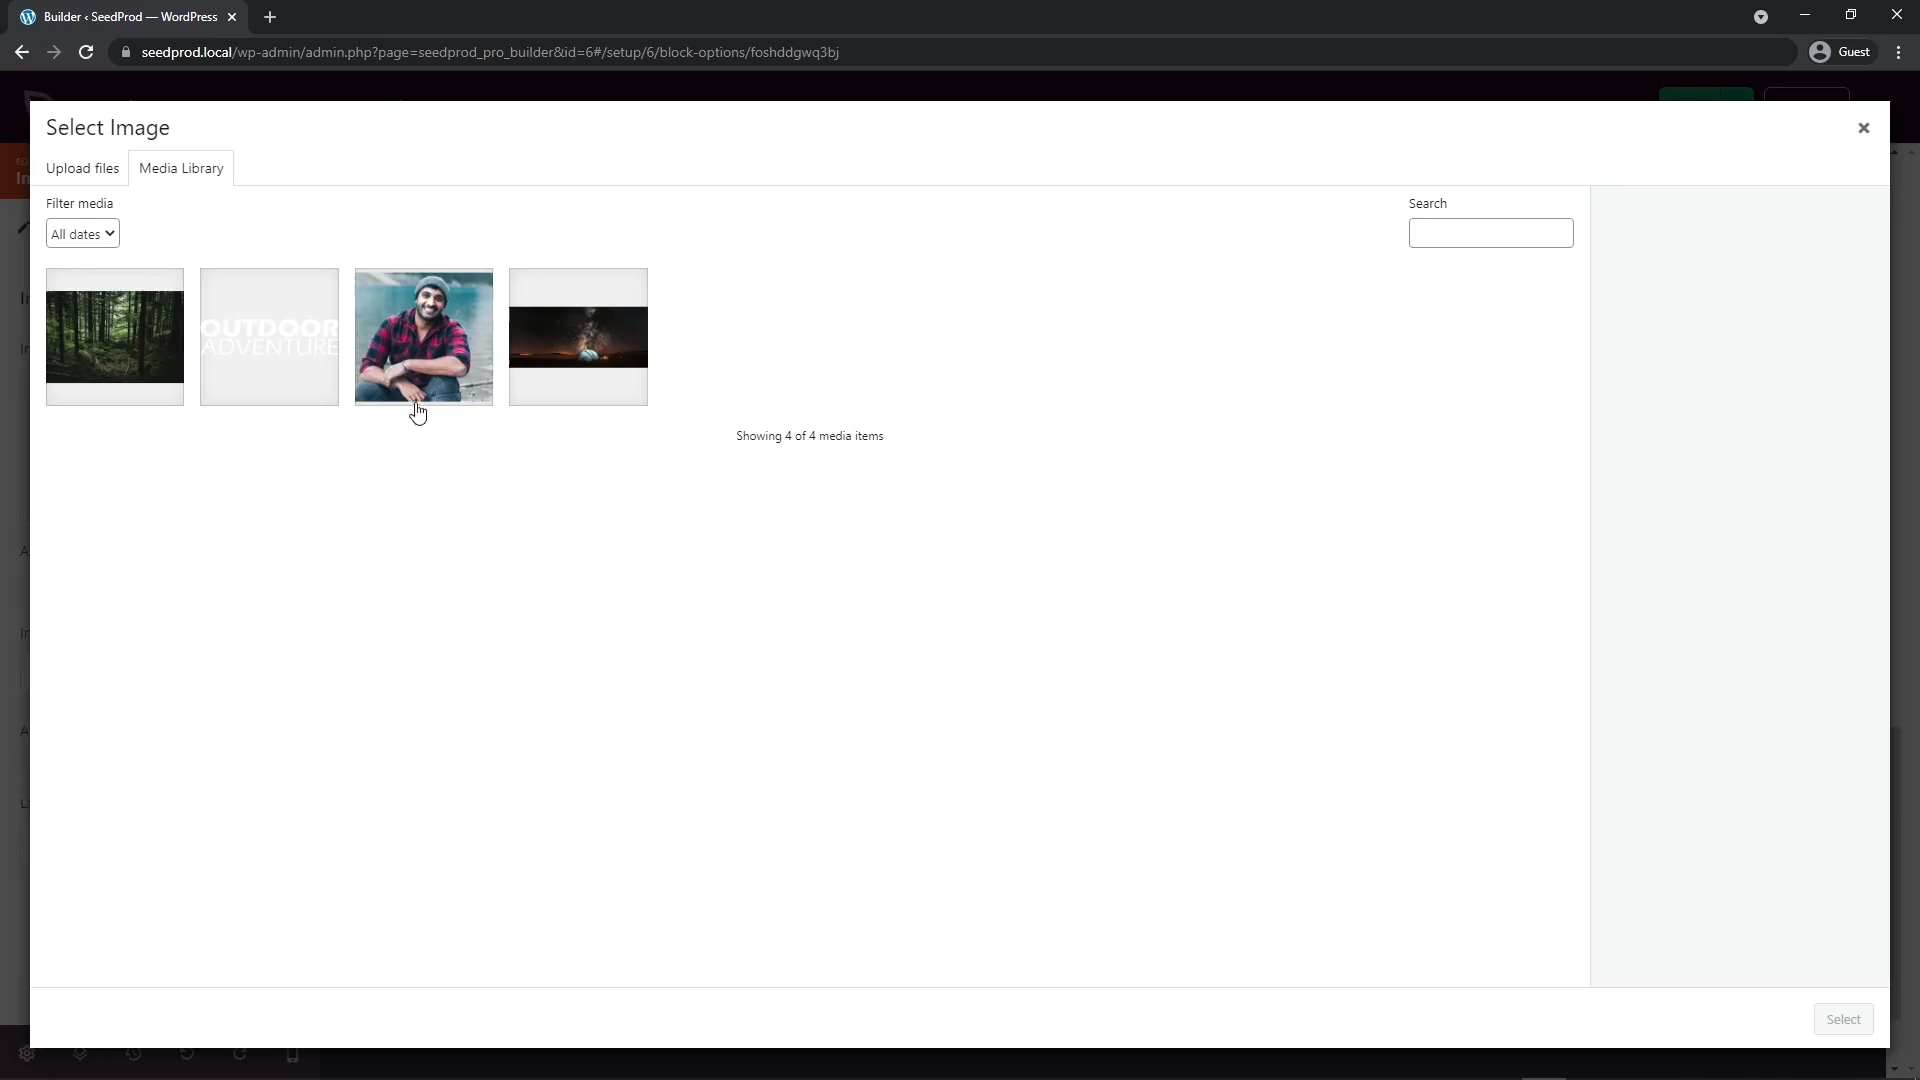 Builder ‹ SeedProd — WordPress
seedprod.local/wp-admin/admin.php?page=seedprod_pro_builder&id=6#/setup/6/block-options/foshddgwq3bj
Guest
Select Image
Upload files
Media Library
Filter media
Search
All dates
OUTDOOR
ADVENTURE
Showing 4 of 4 media items
Select